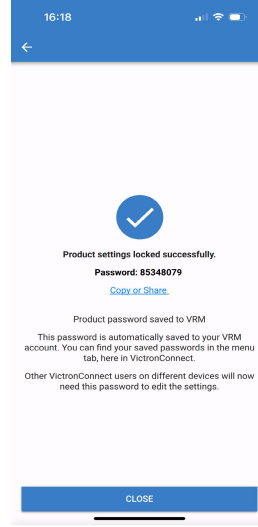 16:18
Product settings locked successfully.
Password: 85348079
Copy or Share
Product password saved to VRM
This password is automatically saved to your VRM
account. You can find your saved passwords in the menu
tab, here in VictronConnect.
Other VictronConnect users on different devices will now
need this password to edit the settings.
CLOSE